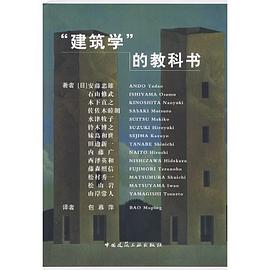 “建筑学”
的教科书
著者 [日] 安藤忠雄 ANDO Tadao
石山修武 ISHIYAMA Osamu
木下直之 KINOSHITA Naoyuki
佐佐木睦朗 SASAKI Mutsuro
水津牧子 SUITSU Makiko
铃木博之 SUZUKI Hiroyuki
妹岛和世 SEJIMA Kazuyo
田边新一 TANABE Shinichi
内藤广 NAITO Hiroshi
西泽英和 NISHIZAWA Hidekazu
藤森照信 FUJIMORI Terunobu
松村秀一 MATSUMURA Shuichi
松山岩 MATSUYAMA Iwao
山岸常人 YAMAGISHI Tsuneto
译者 包慕萍 BAO Muping
中国建筑工业出版社